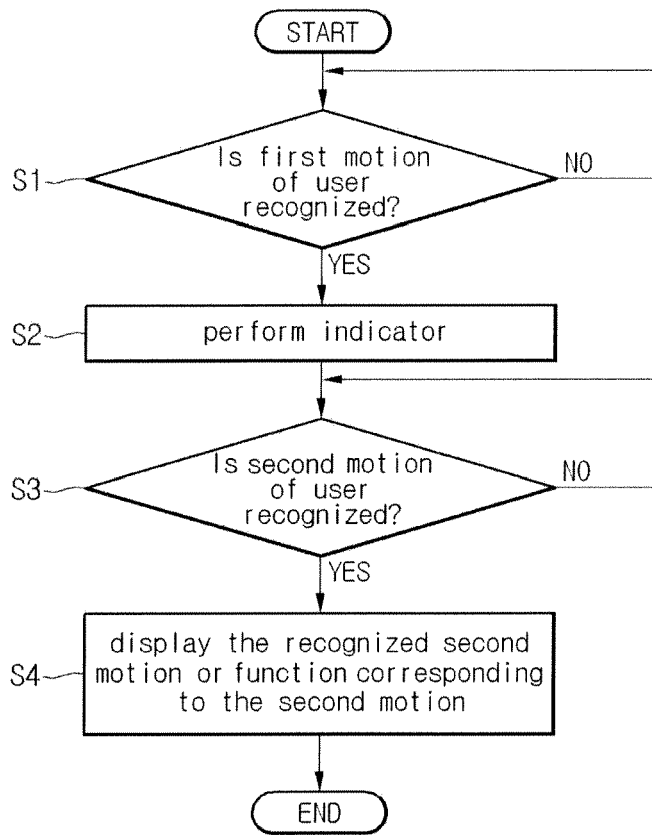 START
Is first motion
of user
recognized?
NO
S1
YES
perform indicator
S2
Is second motion
of user
recognized?
NO
S3
YES
display the recognized second
motion or function corresponding
to the second motion
S4
END